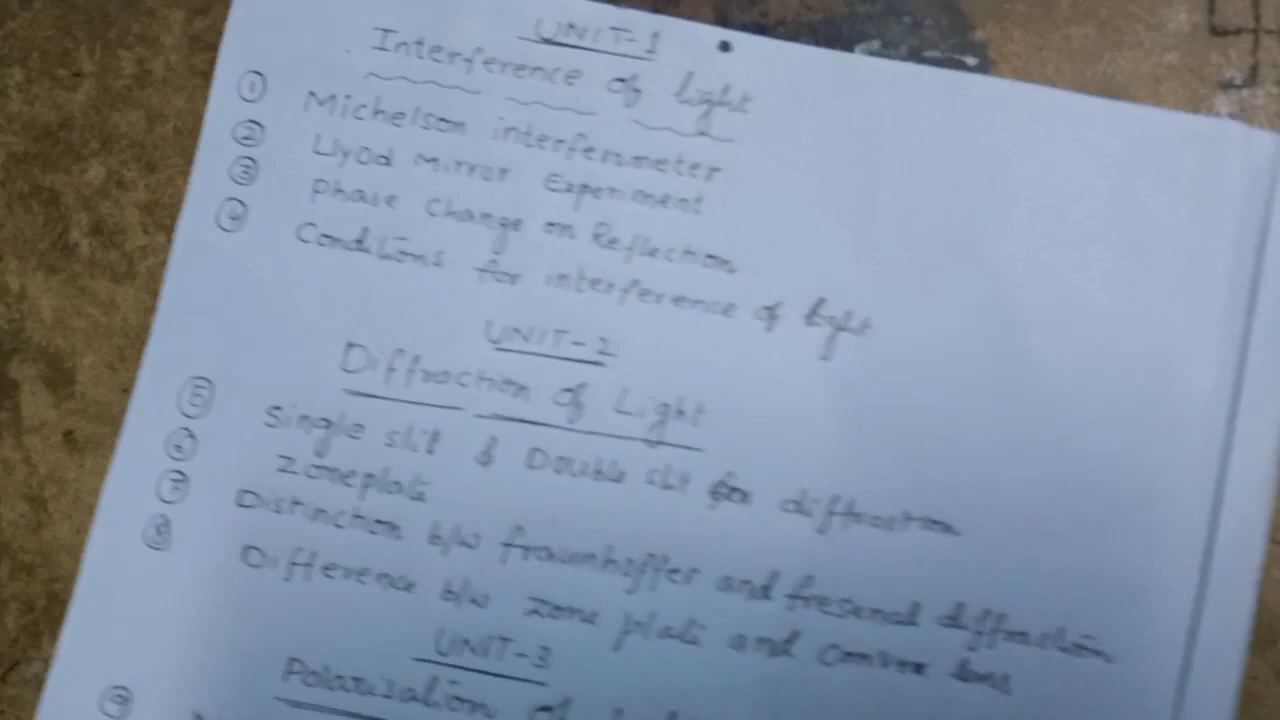 UNIT-1
Interference of light
① Michelson interferometer
② Llyod Mirror Experiment
③ Phase Change on Reflection
④ Conditions for interference of light
UNIT-2
Diffraction of Light
⑤ Single slit & Double slit for diffraction
⑥ Zoneplate
⑦ Distinction b/w fraunhoffer and fresenal diffraction
⑧ Difference b/w zone plate and convex lens
UNIT-3
Polarisation of
⑨